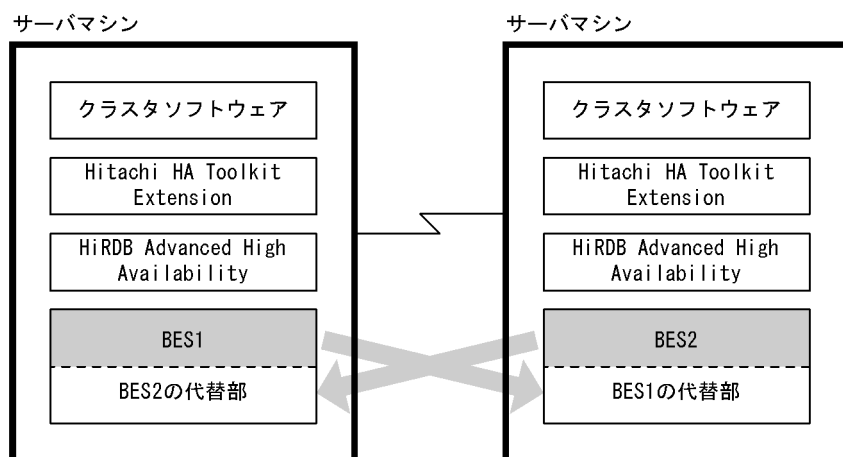 サーバマシン
クラスタソフトウェア
Hitachi HA Toolkit
Extension
HiRDB Advanced High
Availability
BES1
BES2の代替部
サーバマシン
クラスタソフトウェア
Hitachi HA Toolkit
Extension
HiRDB Advanced High
Availability
BES2
BES1の代替部